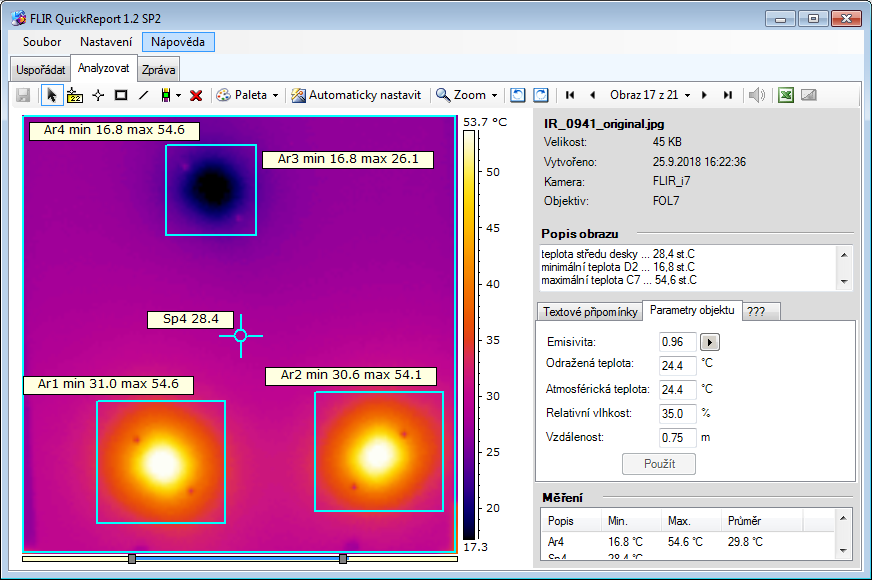 FLIR QuickReport 1.2 SP2
Soubor Nastavení Nápověda
Uspořádat Analyzovat Zpráva
Paleta Automaticky nastavit Zoom Obraz 17 z 21
Ar4 min 16.8 max 54.6
Ar3 min 16.8 max 26.1
Sp4 28.4
Ar1 min 31.0 max 54.6
Ar2 min 30.6 max 54.1
53.7 °C
50
45
40
35
30
25
20
17.3
IR_0941_original.jpg
Velikost: 45 KB
Vytvořeno: 25.9.2018 16:22:36
Kamera: FLIR_i7
Objektiv: FOL7
Popis obrazu
teplota středu desky ... 28,4 st.C
minimální teplota D2 ... 16,8 st.C
maximální teplota C7 ... 54,6 st.C
Textové připomínky Parametry objektu ???
Emisivita: 0.96
Odražená teplota: 24.4 °C
Atmosférická teplota: 24.4 °C
Relativní vlhkost: 35.0 %
Vzdálenost: 0.75 m
Použít
Měření
Popis Min. Max. Průměr
Ar4 16.8 °C 54.6 °C 29.8 °C
Sp4 28.4 °C